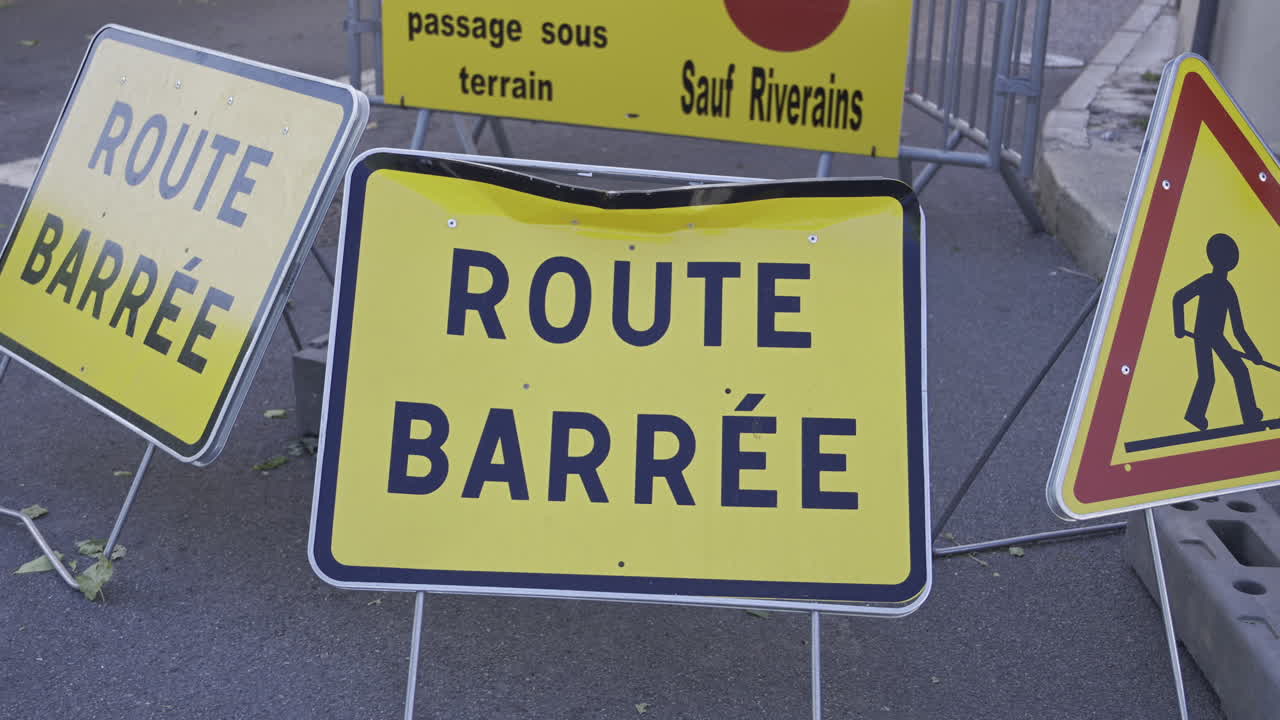 passage sous
terrain
Sauf Riverains
ROUTE
BARRÉE
ROUTE
BARRÉE